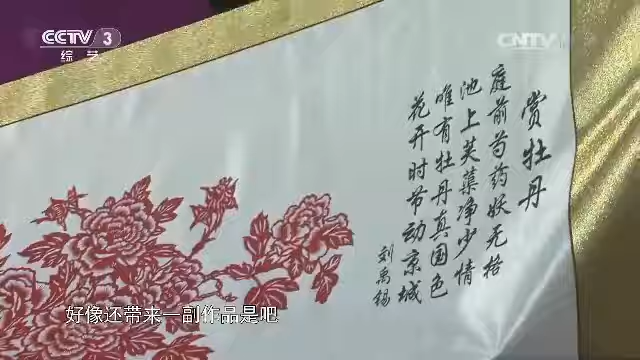 CCTV 3
综艺
CNTV
赏牡丹
庭前芍药妖无格
池上芙蕖净少情
唯有牡丹真国色
花开时节动京城
刘禹锡
好像还带来一副作品是吧